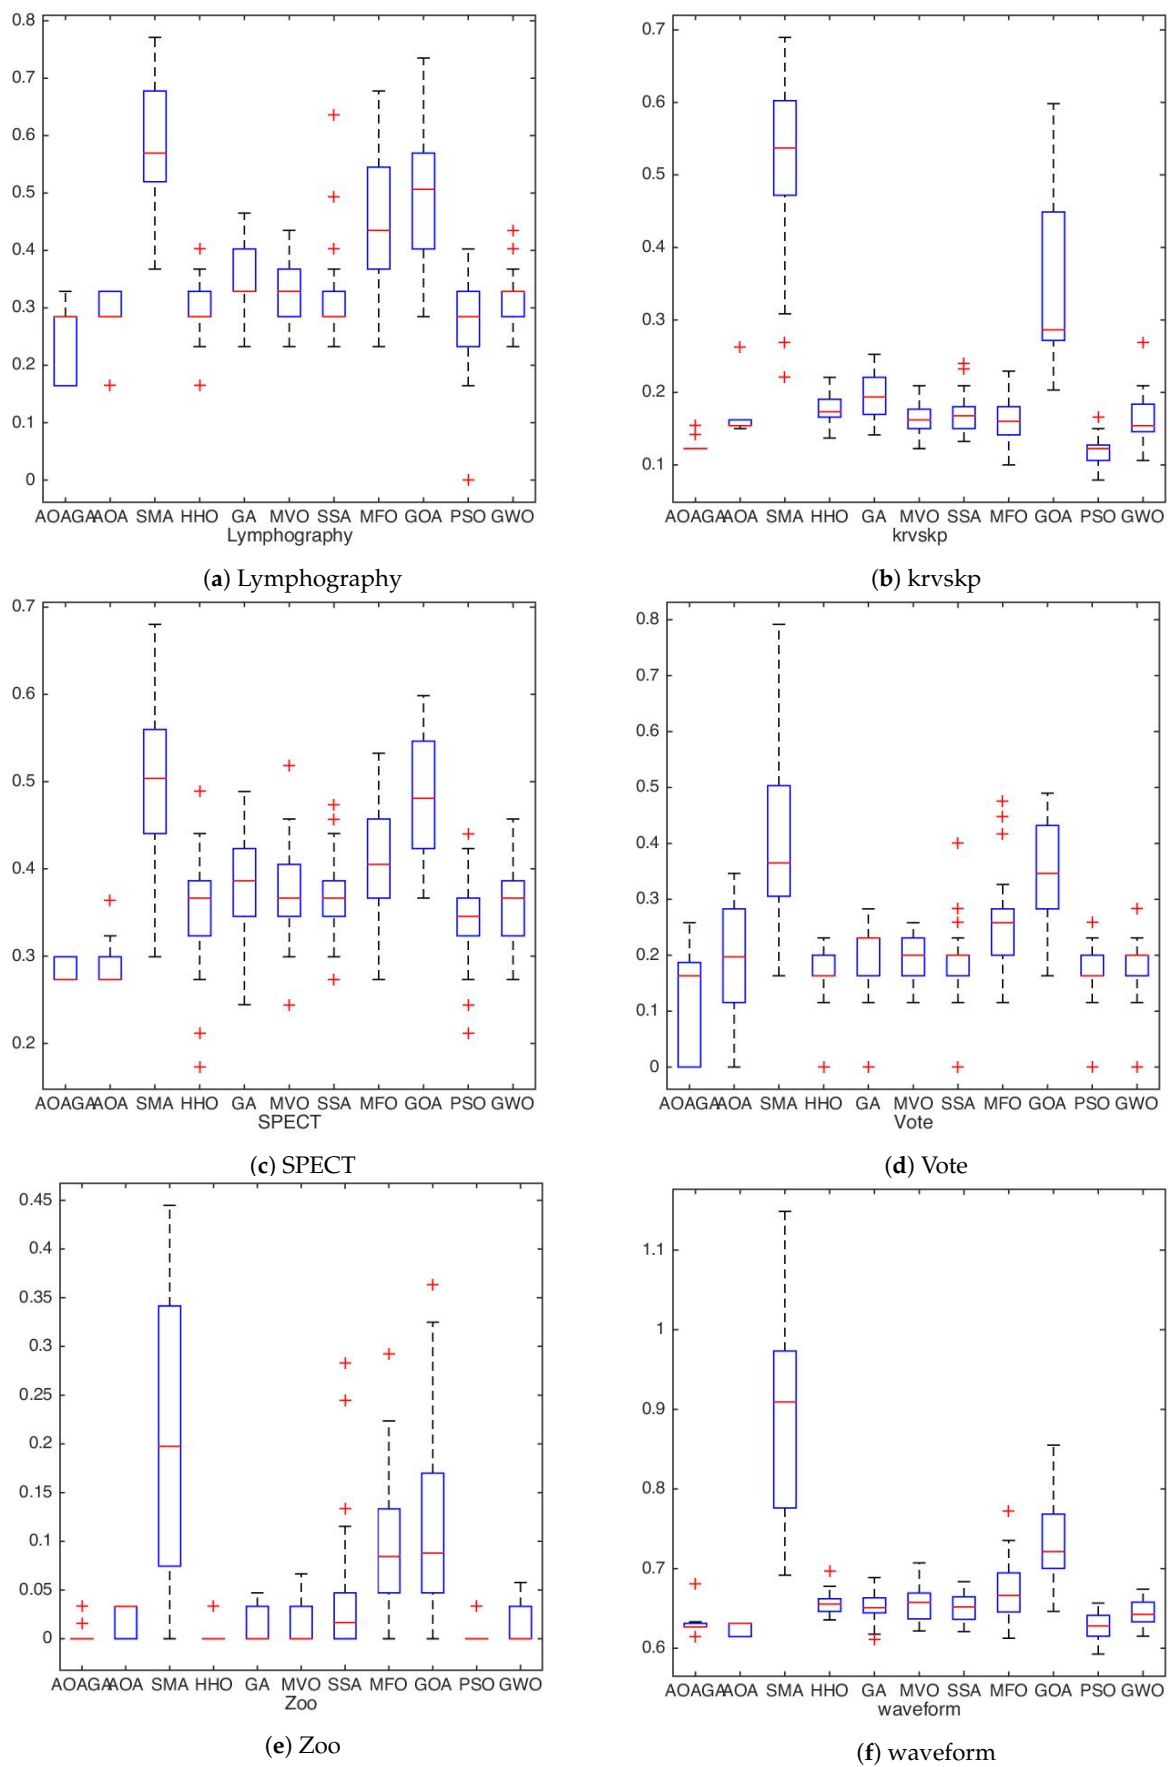 0.8
0.7
0.6
0.5
0.4
0.3
0.2
0.1
0
AOAGA AOA SMA HHO GA MVO SSA MFO GOA PSO GWO
Lymphography
(a) Lymphography
0.7
0.6
0.5
0.4
0.3
0.2
0.1
AOAGA AOA SMA HHO GA MVO SSA MFO GOA PSO GWO
krvskp
(b) krvskp
0.7
0.6
0.5
0.4
0.3
0.2
AOAGA AOA SMA HHO GA MVO SSA MFO GOA PSO GWO
SPECT
(c) SPECT
0.8
0.7
0.6
0.5
0.4
0.3
0.2
0.1
0
AOAGA AOA SMA HHO GA MVO SSA MFO GOA PSO GWO
Vote
(d) Vote
0.45
0.4
0.35
0.3
0.25
0.2
0.15
0.1
0.05
0
AOAGA AOA SMA HHO GA MVO SSA MFO GOA PSO GWO
Zoo
(e) Zoo
1.1
1
0.9
0.8
0.7
0.6
AOAGA AOA SMA HHO GA MVO SSA MFO GOA PSO GWO
waveform
(f) waveform